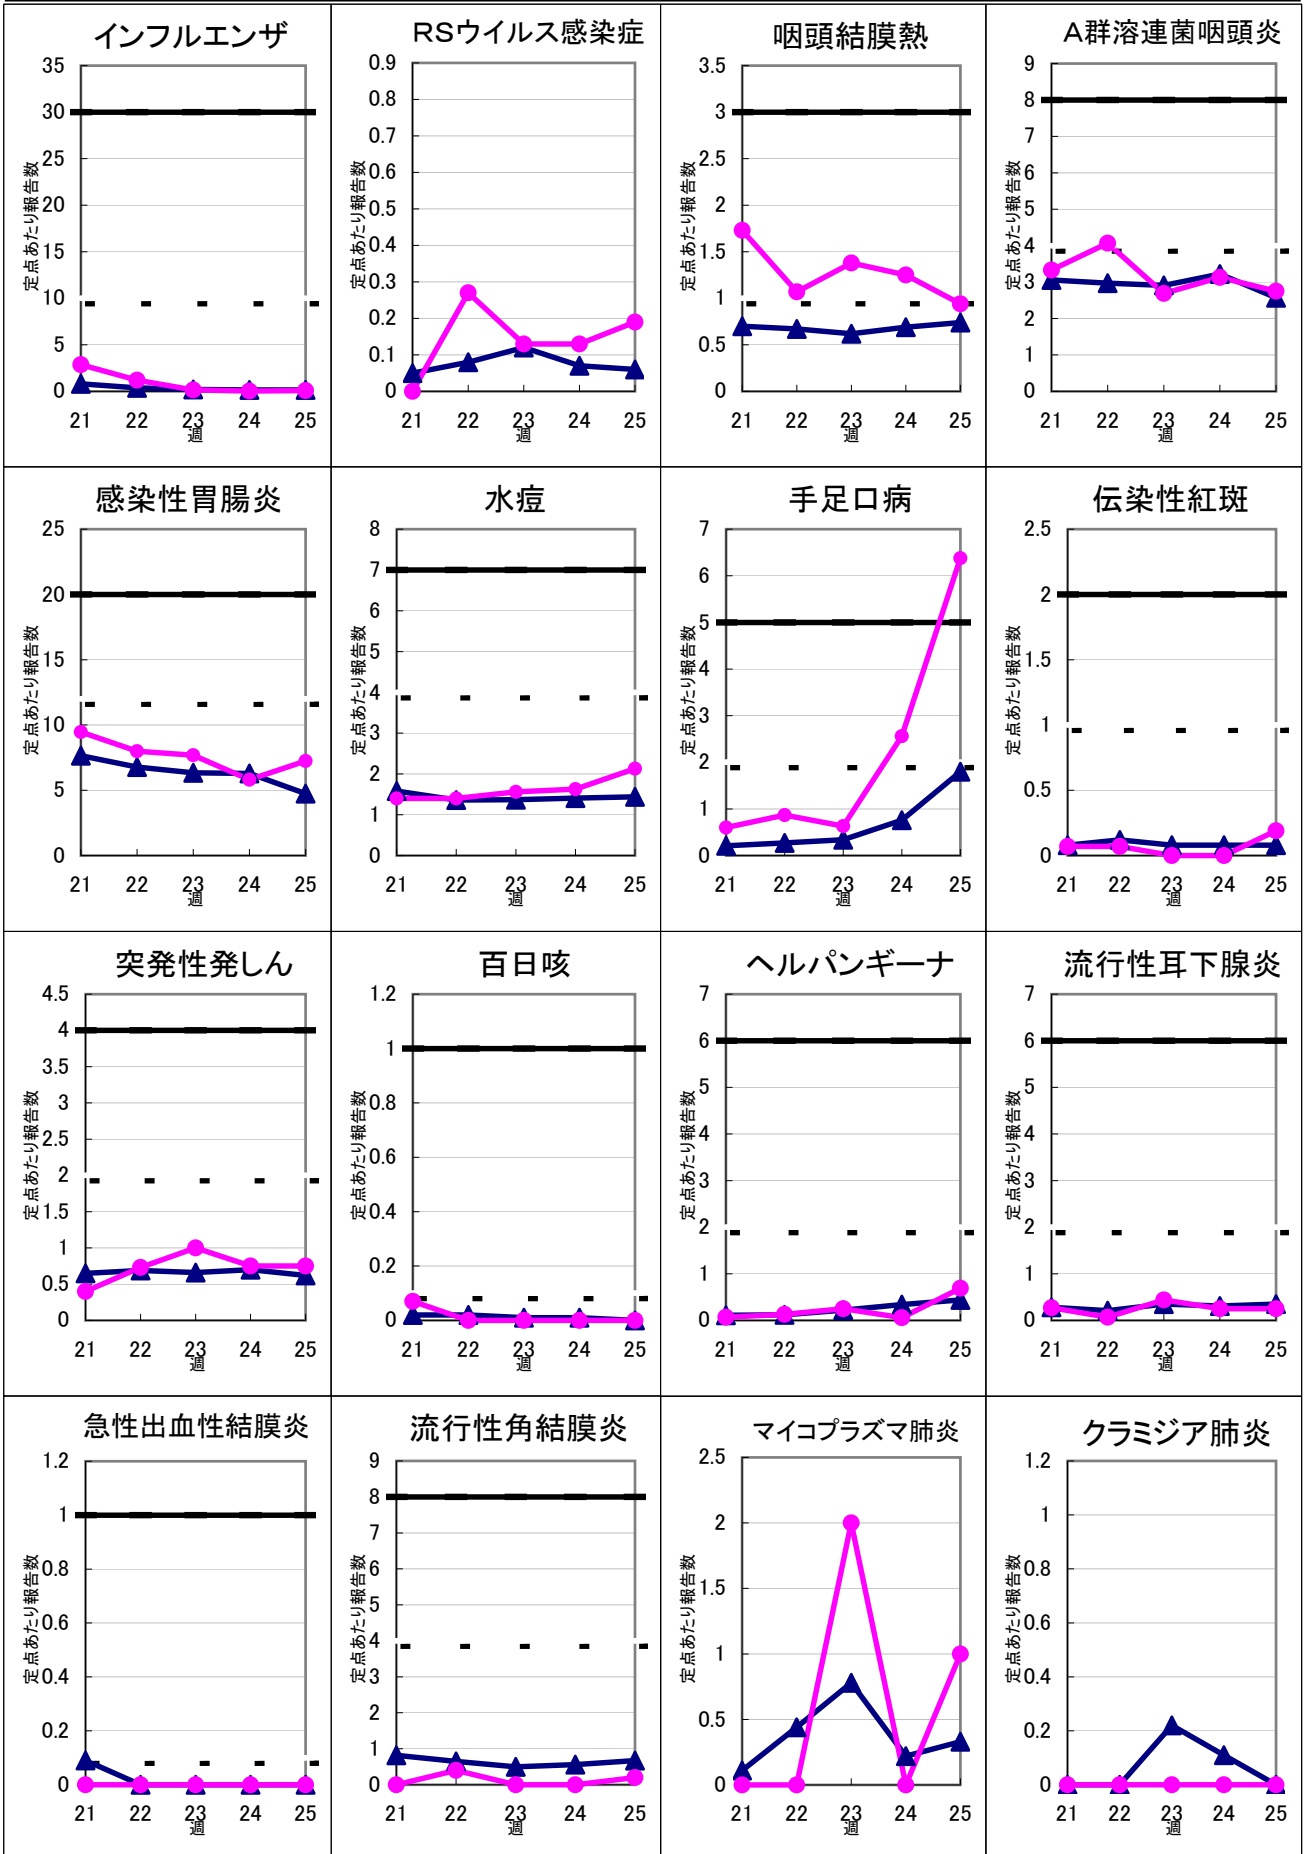 インフルエンザ
35
30
25
20
15
10
5
0
定点あたり報告数
21 22 23 24 25
週
RSウイルス感染症
0.9
0.8
0.7
0.6
0.5
0.4
0.3
0.2
0.1
0
定点あたり報告数
21 22 23 24 25
週
咽頭結膜熱
3.5
3
2.5
2
1.5
1
0.5
0
定点あたり報告数
21 22 23 24 25
週
A群溶連菌咽頭炎
9
8
7
6
5
4
3
2
1
0
定点あたり報告数
21 22 23 24 25
週
感染性胃腸炎
25
20
15
10
5
0
定点あたり報告数
21 22 23 24 25
週
水痘
8
7
6
5
4
3
2
1
0
定点あたり報告数
21 22 23 24 25
週
手足口病
7
6
5
4
3
2
1
0
定点あたり報告数
21 22 23 24 25
週
伝染性紅斑
2.5
2
1.5
1
0.5
0
定点あたり報告数
21 22 23 24 25
週
突発性発しん
4.5
4
3.5
3
2.5
2
1.5
1
0.5
0
定点あたり報告数
21 22 23 24 25
週
百日咳
1.2
1
0.8
0.6
0.4
0.2
0
定点あたり報告数
21 22 23 24 25
週
ヘルパンギーナ
7
6
5
4
3
2
1
0
定点あたり報告数
21 22 23 24 25
週
流行性耳下腺炎
7
6
5
4
3
2
1
0
定点あたり報告数
21 22 23 24 25
週
急性出血性結膜炎
1.2
1
0.8
0.6
0.4
0.2
0
定点あたり報告数
21 22 23 24 25
週
流行性角結膜炎
9
8
7
6
5
4
3
2
1
0
定点あたり報告数
21 22 23 24 25
週
マイコプラズマ肺炎
2.5
2
1.5
1
0.5
0
定点あたり報告数
21 22 23 24 25
週
クラミジア肺炎
1.2
1
0.8
0.6
0.4
0.2
0
定点あたり報告数
21 22 23 24 25
週